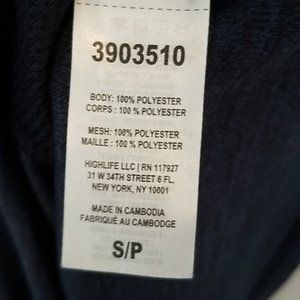 3903510
BODY: 100% POLYESTER
CORPS : 100 % POLYESTER
MESH: 100% POLYESTER
MAILLE : 100 % POLYESTER
HIGHLIFE LLC | RN 117927
31 W 34TH STREET 6 FL,
NEW YORK, NY 10001
MADE IN CAMBODIA
FABRIQUÉ AU CAMBODGE
S/P